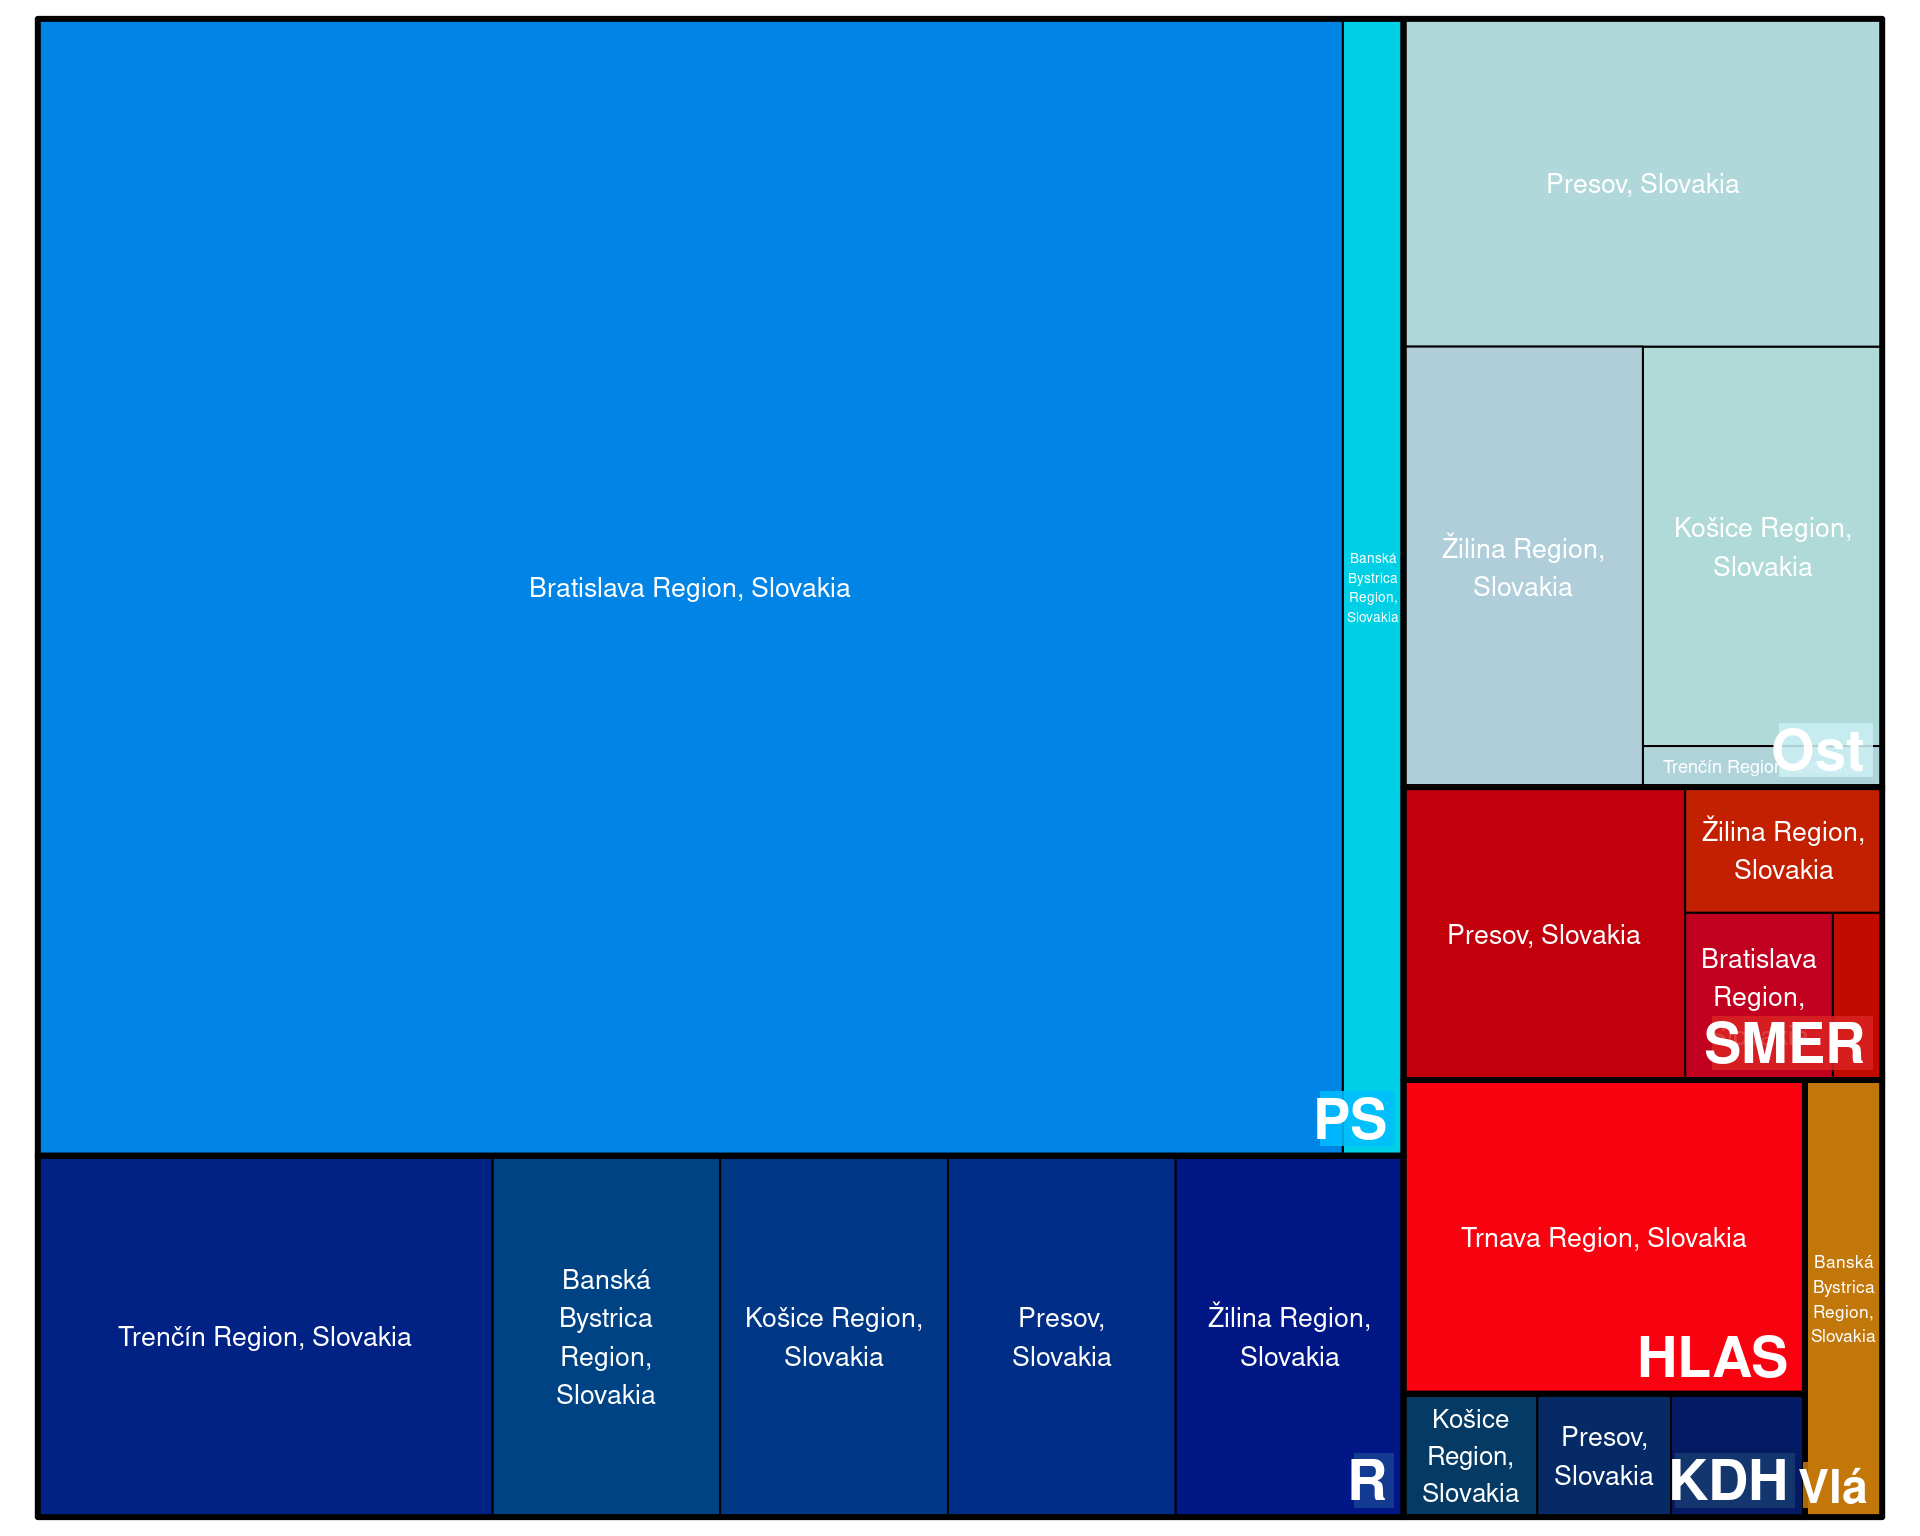 Bratislava Region, Slovakia
Banská
Bystrica
Region,
Slovakia
PS
Presov, Slovakia
Žilina Region,
Slovakia
Košice Region,
Slovakia
Trenčín Region
Ost
Presov, Slovakia
Žilina Region,
Slovakia
Bratislava
Region,
SMER
Trnava Region, Slovakia
HLAS
Banská
Bystrica
Region,
Slovakia
Vlá
Trenčín Region, Slovakia
Banská
Bystrica
Region,
Slovakia
Košice Region,
Slovakia
Presov,
Slovakia
Žilina Region,
Slovakia
R
Košice
Region,
Slovakia
Presov,
Slovakia
KDH